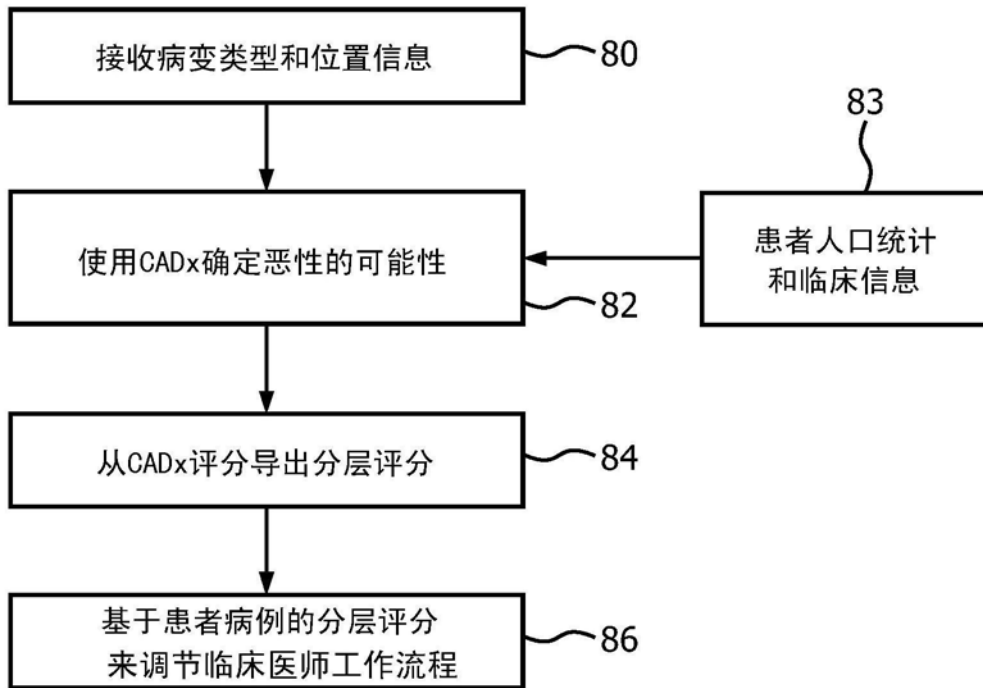 接收病变类型和位置信息
80
83
使用CADx确定恶性的可能性
82
患者人口统计
和临床信息
从CADx评分导出分层评分
84
基于患者病例的分层评分
来调节临床医师工作流程
86